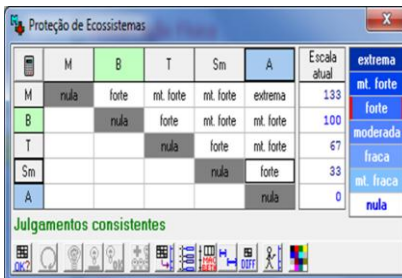 Proteção de Ecossistemas
M B T Sm A Escala atual
M nula forte mt. forte mt. forte extrema 133
B nula forte mt. forte mt. forte 100
T nula forte mt. forte 67
Sm nula forte 33
A nula 0
extrema
mt. forte
forte
moderada
fraca
mt. fraca
nula
Julgamentos consistentes
OK?
DIFF